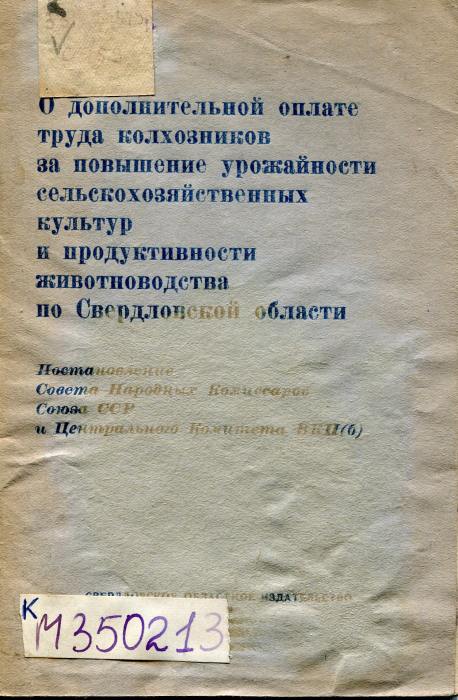 О дополнительной оплате
труда колхозников
за повышение урожайности
сельскохозяйственных
культур
и продуктивности
животноводства
по Свердловской области
Постановление
Совета Народных Комиссаров
Союза ССР
и Центрального Комитета ВКП(б)
СВЕРДЛОВСКОЕ ОБЛАСТНОЕ ИЗДАТЕЛЬСТВО
К
М350213